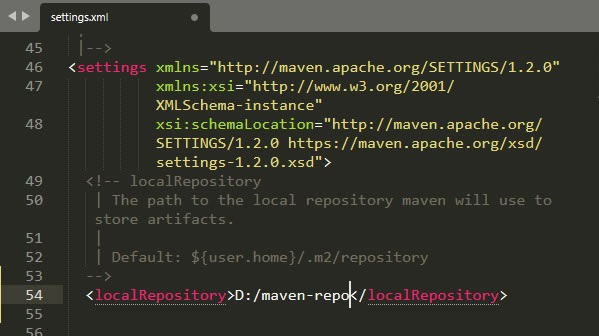 settings.xml
45 |-->
46 <settings xmlns="http://maven.apache.org/SETTINGS/1.2.0"
47 xmlns:xsi="http://www.w3.org/2001/
XMLSchema-instance"
48 xsi:schemaLocation="http://maven.apache.org/
SETTINGS/1.2.0 https://maven.apache.org/xsd/
settings-1.2.0.xsd">
49 <!-- localRepository
50 | The path to the local repository maven will use to
store artifacts.
51 |
52 | Default: ${user.home}/.m2/repository
53 -->
54 <localRepository>D:/maven-repo</localRepository>
55
56